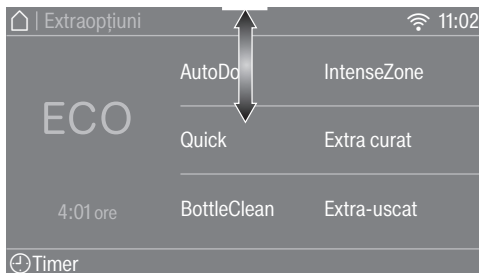 | Extraopțiuni 11:02
AutoDo IntenseZone
ECO
Quick Extra curat
4:01 ore BottleClean Extra-uscat
Timer